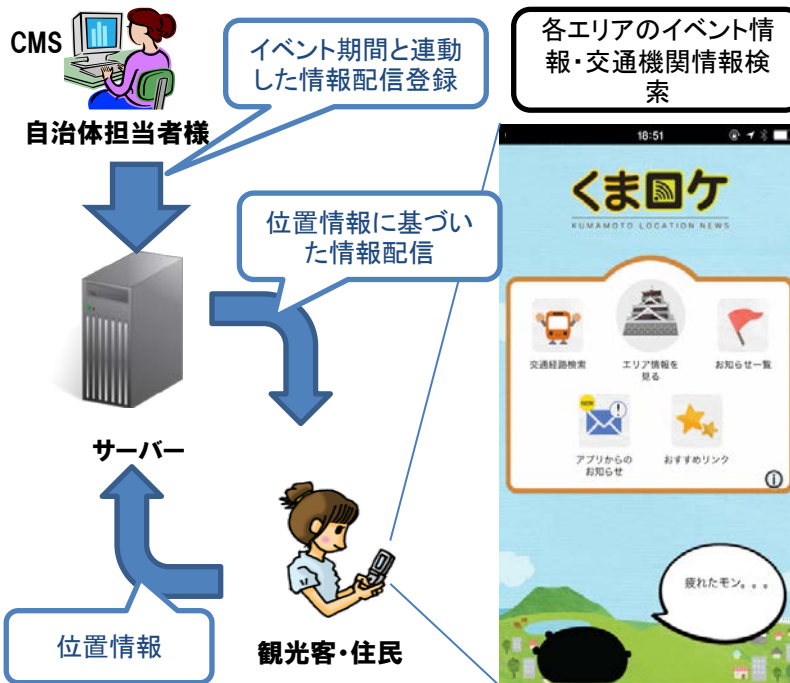 CMS
自治体担当者様
イベント期間と連動
した情報配信登録
位置情報に基づい
た情報配信
サーバー
位置情報
観光客・住民
各エリアのイベント情
報・交通機関情報検
索
18:51
くまロケ
KUMAMOTO LOCATION NEWS
交通経路検索
エリア情報を
見る
お知らせ一覧
NEW
!
アプリからの
お知らせ
おすすめリンク
i
疲れたモン。。。